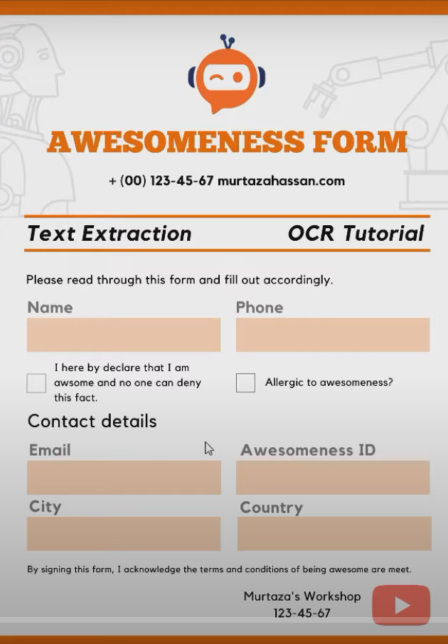 AWESOMENESS FORM
+ (00) 123-45-67 murtazahassan.com
Text Extraction OCR Tutorial
Please read through this form and fill out accordingly.
Name Phone
I here by declare that I am
awsome and no one can deny
this fact.
Allergic to awesomeness?
Contact details
Email Awesomeness ID
City Country
By signing this form, I acknowledge the terms and conditions of being awesome are meet.
Murtaza's Workshop
123-45-67